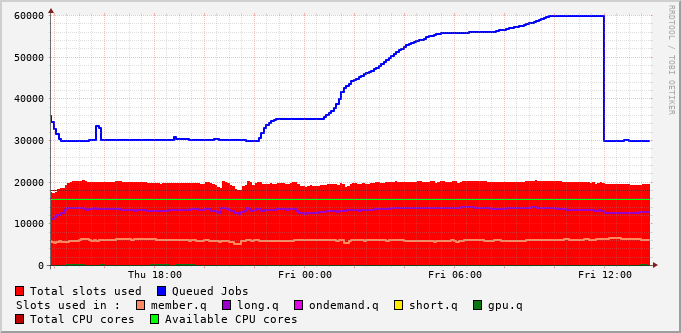 RRDTOOL / TOBI OETIKER
60000
50000
40000
30000
20000
10000
0
Thu 18:00 Fri 00:00 Fri 06:00 Fri 12:00
Total slots used Queued Jobs
Slots used in : member.q long.q ondemand.q short.q gpu.q
Total CPU cores Available CPU cores